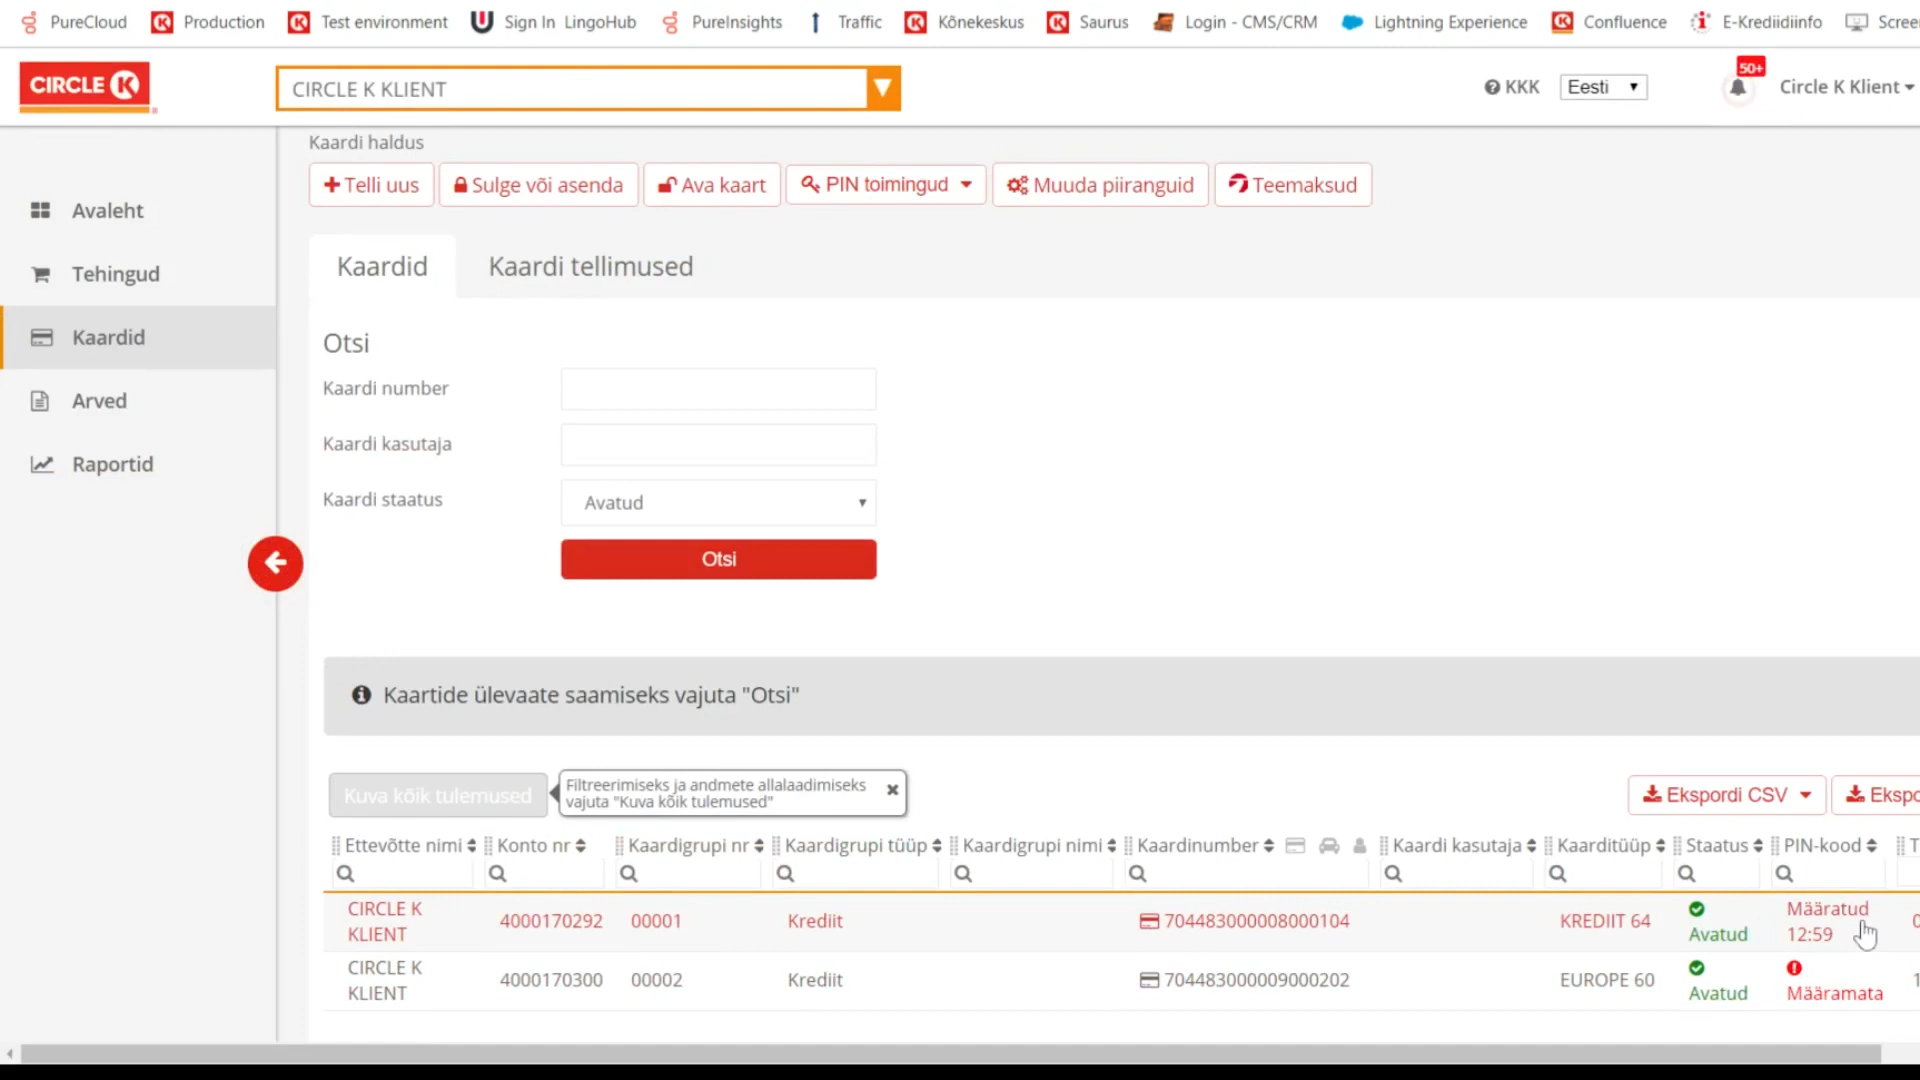 PureCloud Production Test environment Sign In LingoHub PureInsights Traffic Kõnekeskus Saurus Login - CMS/CRM Lightning Experience Confluence E-Krediidiinfo
CIRCLE K
CIRCLE K KLIENT
KKK
Eesti
50+
Circle K Klient
Kaardi haldus
Telli uus Sulge või asenda Ava kaart PIN toimingud Muuda piiranguid Teemaksud
Avaleht
Tehingud
Kaardid
Arved
Raportid
Kaardid Kaardi tellimused
Otsi
Kaardi number
Kaardi kasutaja
Kaardi staatus Avatud
Otsi
Kaartide ülevaate saamiseks vajuta "Otsi"
Kuva kõik tulemused
Filtreerimiseks ja andmete allalaadimiseks
vajuta "Kuva kõik tulemused"
Ekspordi CSV
Ettevõtte nimi Konto nr Kaardigrupi nr Kaardigrupi tüüp Kaardigrupi nimi Kaardinumber Kaardi kasutaja Kaarditüüp Staatus PIN-kood
CIRCLE K
KLIENT
4000170292 00001 Krediit 704483000008000104 KREDIIT 64
Avatud
Määratud
12:59
CIRCLE K
KLIENT
4000170300 00002 Krediit 704483000009000202 EUROPE 60
Avatud
Määramata